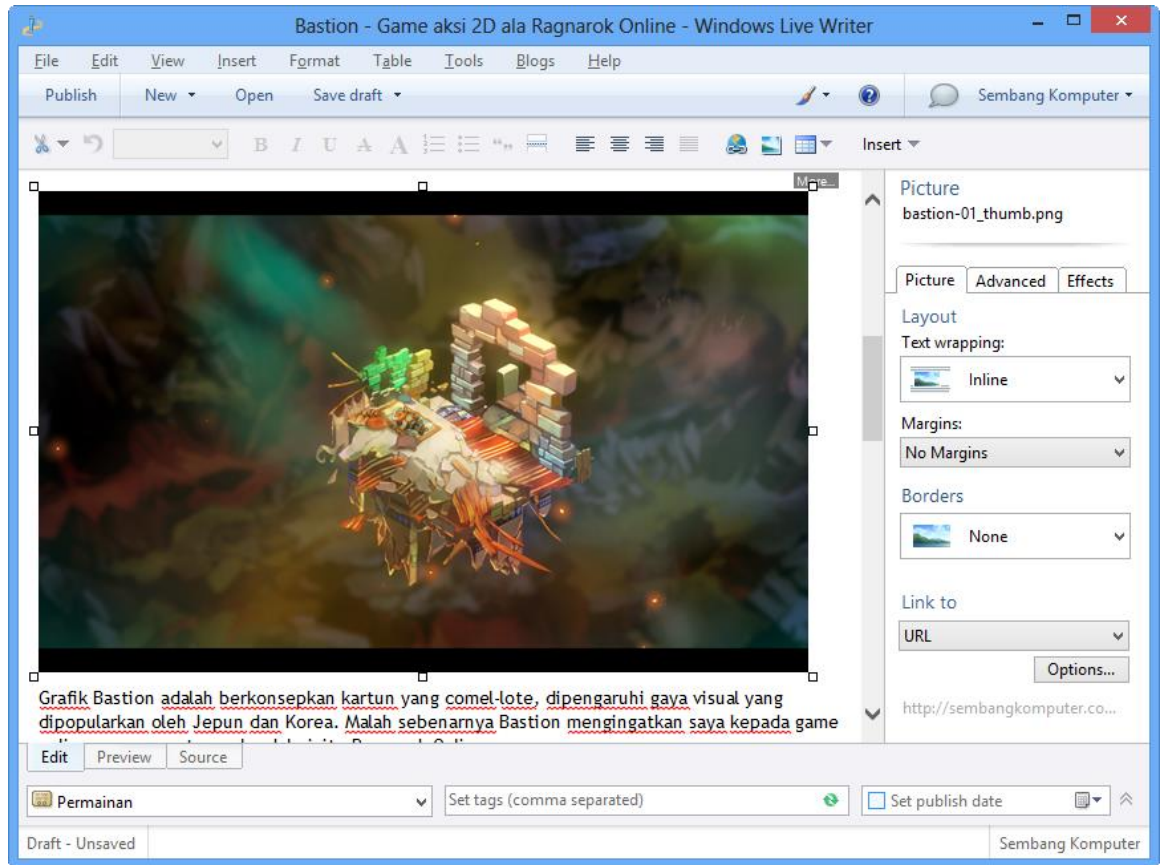 Bastion - Game aksi 2D ala Ragnarok Online - Windows Live Writer
File Edit View Insert Format Table Tools Blogs Help
Publish New Open Save draft Sembang Komputer
B I U A A Insert
More...
Picture
bastion-01_thumb.png
Picture Advanced Effects
Layout
Text wrapping:
Inline
Margins:
No Margins
Borders
None
Link to
URL
Options...
http://sembangkomputer.co...
Grafik Bastion adalah berkonsepkan kartun yang comel-lote, dipengaruhi gaya visual yang
dipopularkan oleh Jepun dan Korea. Malah sebenarnya Bastion mengingatkan saya kepada game
Edit Preview Source
Permainan Set tags (comma separated) Set publish date
Draft - Unsaved Sembang Komputer